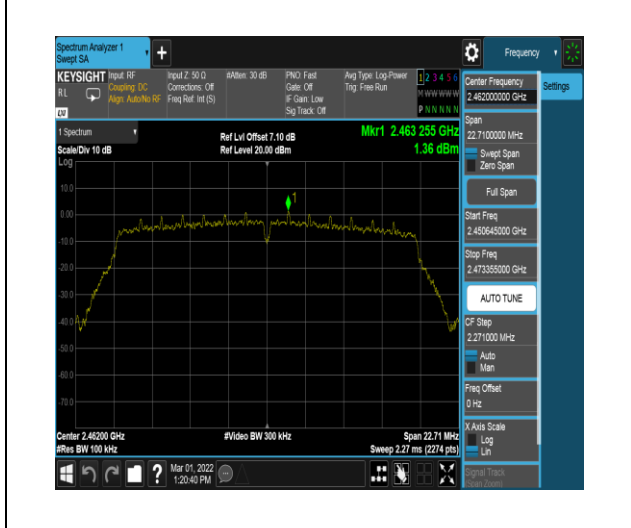 Spectrum Analyzer 1
Swept SA
+
Frequency
KEYSIGHT
RL
LXI
Input: RF
Coupling: DC
Align: Auto/No RF
Input Z: 50 Ω
Corrections: Off
Freq Ref: Int (S)
#Atten: 30 dB
PNO: Fast
Gate: Off
IF Gain: Low
Sig Track: Off
Avg Type: Log-Power
Trig: Free Run
1 2 3 4 5 6
M W W W W W
P N N N N N
1 Spectrum
Scale/Div 10 dB
Log
Ref Lvl Offset 7.10 dB
Ref Level 20.00 dBm
Mkr1 2.463 255 GHz
1.36 dBm
1
10.0
0.00
-10.0
-20.0
-30.0
-40.0
-50.0
-60.0
-70.0
Center 2.46200 GHz
#Res BW 100 kHz
#Video BW 300 kHz
Span 22.71 MHz
Sweep 2.27 ms (2274 pts)
?
Mar 01, 2022
1:20:40 PM
Center Frequency
2.462000000 GHz
Settings
Span
22.7100000 MHz
Swept Span
Zero Span
Full Span
Start Freq
2.450645000 GHz
Stop Freq
2.473355000 GHz
AUTO TUNE
CF Step
2.271000 MHz
Auto
Man
Freq Offset
0 Hz
X Axis Scale
Log
Lin
Signal Track
(Span Zoom)